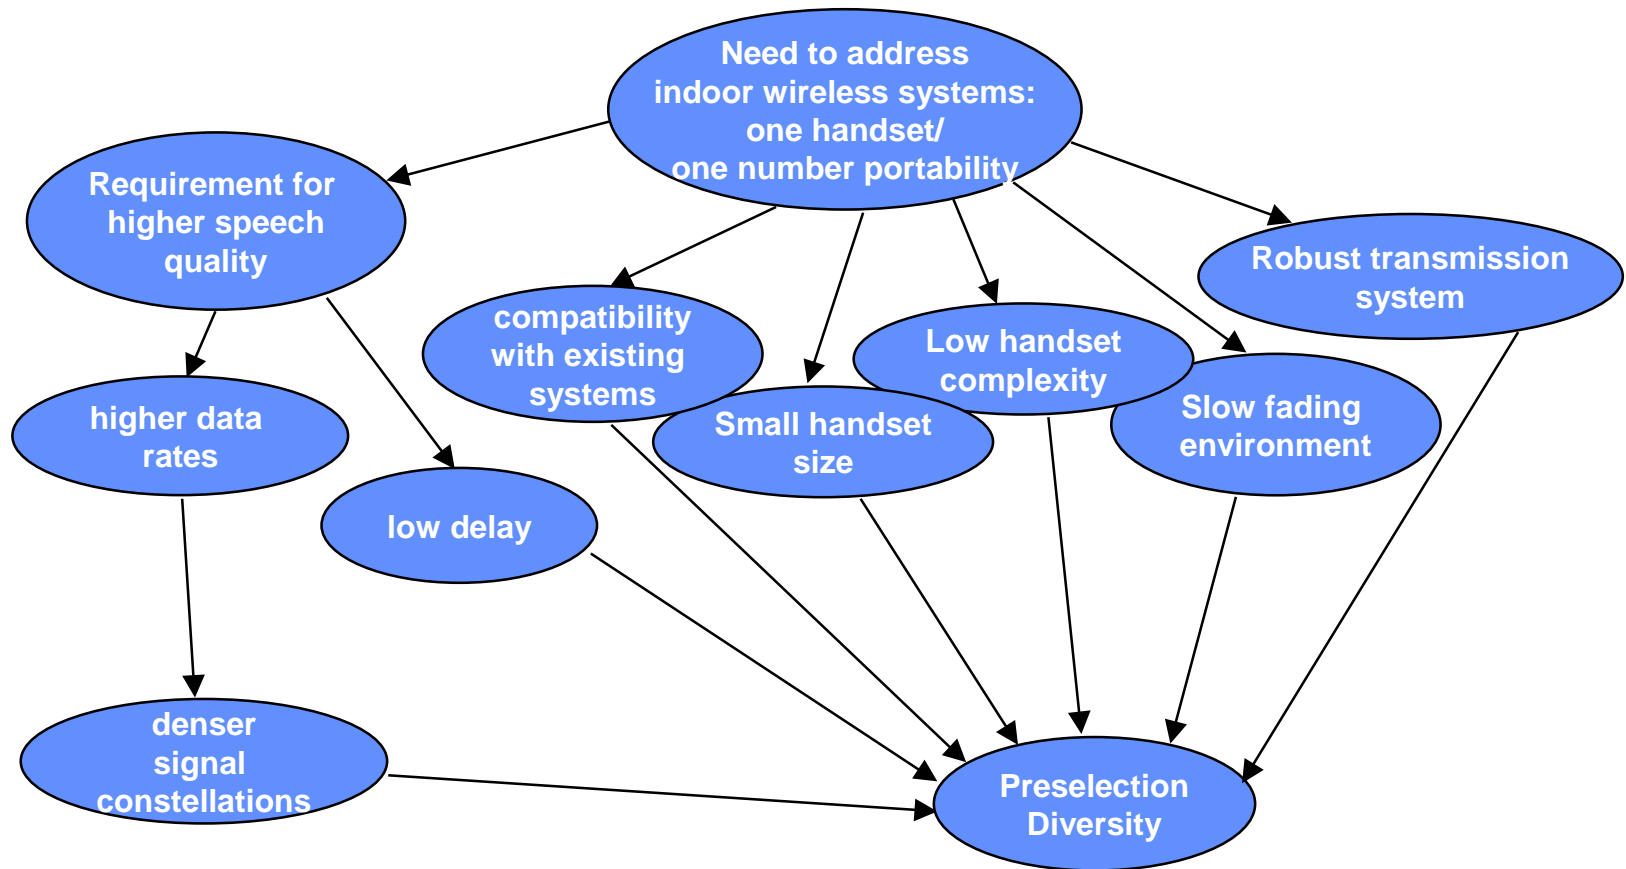 Need to address
indoor wireless systems:
one handset/
one number portability
Requirement for
higher speech
quality
Robust transmission
system
compatibility
with existing
systems
Low handset
complexity
Slow fading
environment
Small handset
size
higher data
rates
low delay
denser
signal
constellations
Preselection
Diversity